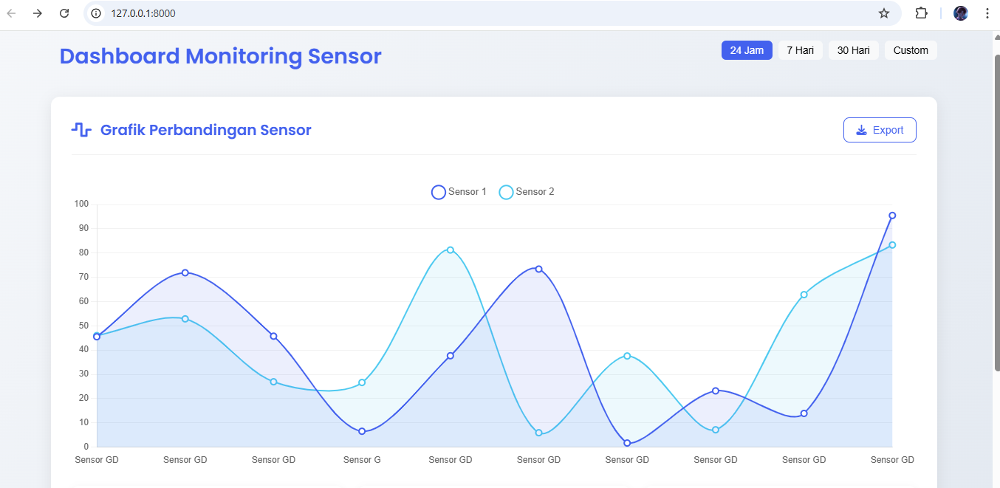 127.0.0.1:8000
Dashboard Monitoring Sensor
24 Jam 7 Hari 30 Hari Custom
Grafik Perbandingan Sensor
Export
Sensor 1 Sensor 2
100
90
80
70
60
50
40
30
20
10
0
Sensor GD Sensor GD Sensor GD Sensor G Sensor GD Sensor GD Sensor GD Sensor GD Sensor GD Sensor GD